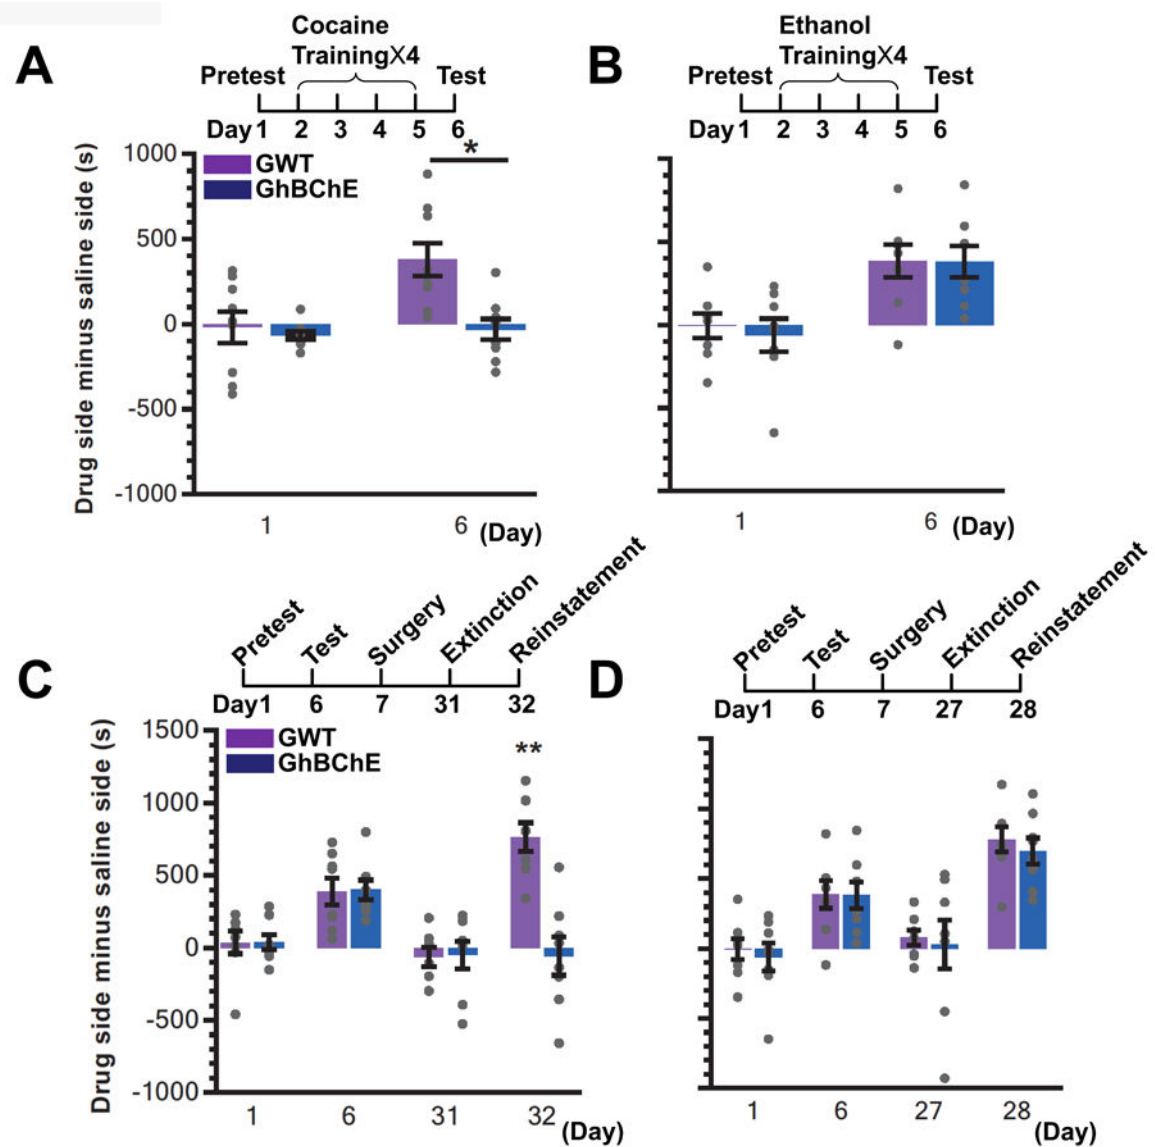 A
Cocaine
TrainingX4
Pretest
Test
Day 1 2 3 4 5 6
Drug side minus saline side (s)
1000
500
0
-500
-1000
GWT
GhBChE
*
1 6 (Day)
B
Ethanol
TrainingX4
Pretest
Test
Day 1 2 3 4 5 6
1 6 (Day)
C
Pretest
Test
Surgery
Extinction
Reinstatement
Day1 6 7 31 32
Drug side minus saline side (s)
1500
1000
500
0
-500
-1000
GWT
GhBChE
**
1 6 31 32
(Day)
D
Pretest
Test
Surgery
Extinction
Reinstatement
Day1 6 7 27 28
1 6 27 28
(Day)